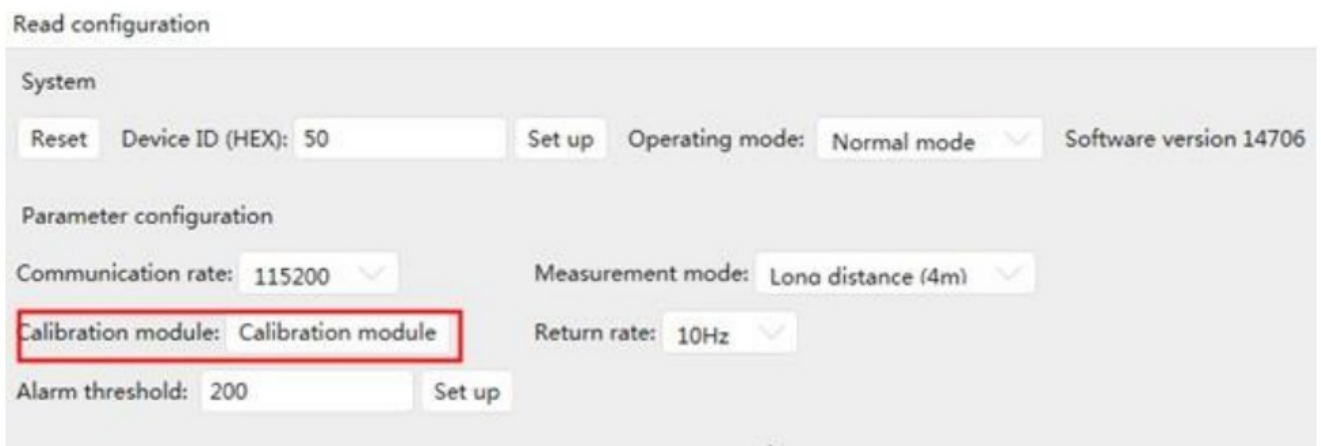 Read configuration
System
Reset Device ID (HEX): 50 Set up Operating mode: Normal mode Software version 14706
Parameter configuration
Communication rate: 115200 Measurement mode: Long distance (4m)
Calibration module: Calibration module Return rate: 10Hz
Alarm threshold: 200 Set up